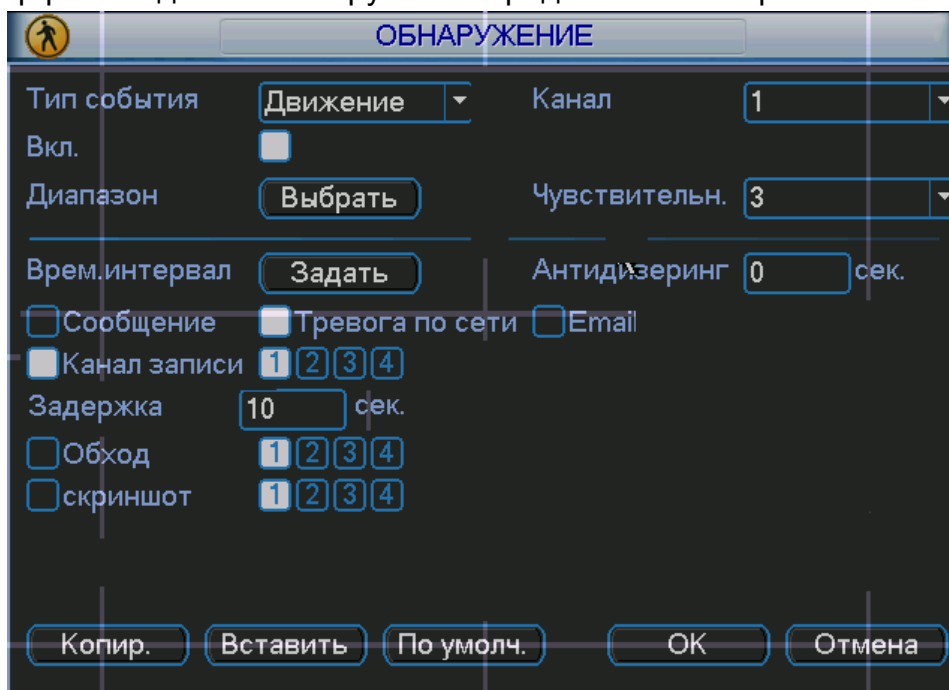 ОБНАРУЖЕНИЕ
Тип события Движение Канал 1
Вкл.
Диапазон Выбрать Чувствительн. 3
Врем.интервал Задать Антидизеринг 0 сек.
Сообщение Тревога по сети Email
Канал записи 1 2 3 4
Задержка 10 сек.
Обход 1 2 3 4
скриншот 1 2 3 4
Копир. Вставить По умолч. OK Отмена